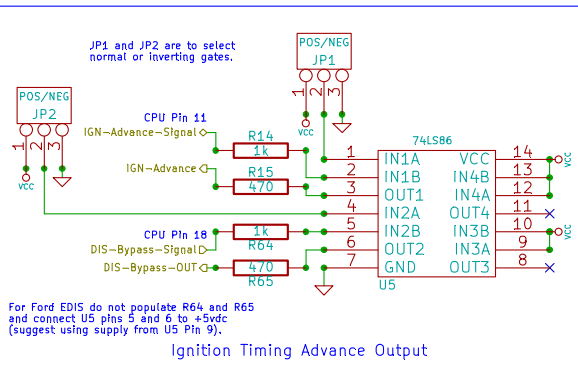 JP1 and JP2 are to select
normal or inverting gates.
POS/NEG
JP1
1
2
3
VCC
POS/NEG
JP2
1
2
3
VCC
CPU Pin 11
IGN-Advance-Signal
R14
1k
IGN-Advance
R15
470
CPU Pin 18
DIS-Bypass-Signal
1k
R64
DIS-Bypass-OUT
470
R65
74LS86
1 IN1A VCC 14 VCC
2 IN1B IN4B 13
3 OUT1 IN4A 12
4 IN2A OUT4 11
5 IN2B IN3B 10 VCC
6 OUT2 IN3A 9
7 GND OUT3 8
U5
For Ford EDIS do not populate R64 and R65
and connect U5 pins 5 and 6 to +5vdc
(suggest using supply from U5 Pin 9).
Ignition Timing Advance Output